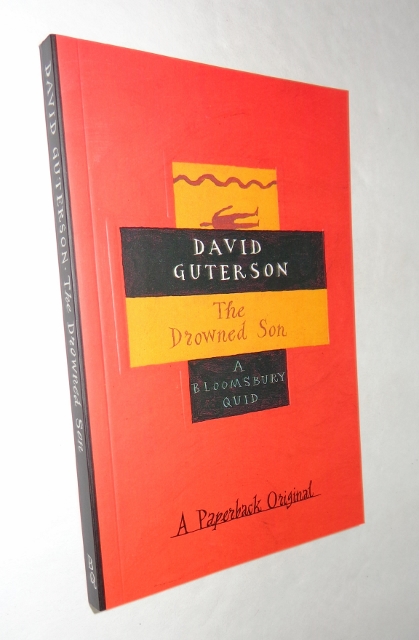 DAVID GUTERSON · The Drowned Son
DAVID
GUTERSON
The
Drowned Son
A
BLOOMSBURY
QUID
A Paperback Original